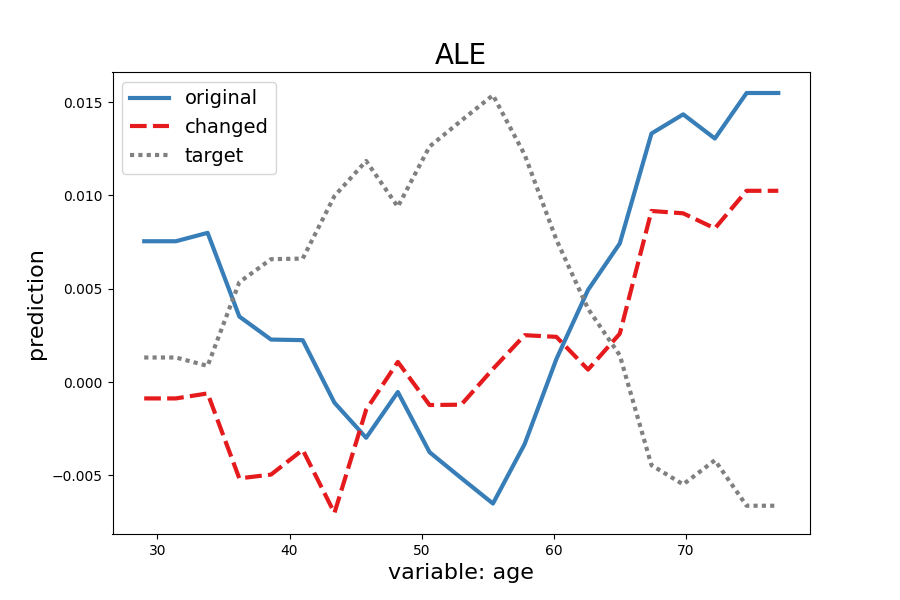 ALE
original
changed
target
0.015
0.010
0.005
0.000
−0.005
prediction
30 40 50 60 70
variable: age